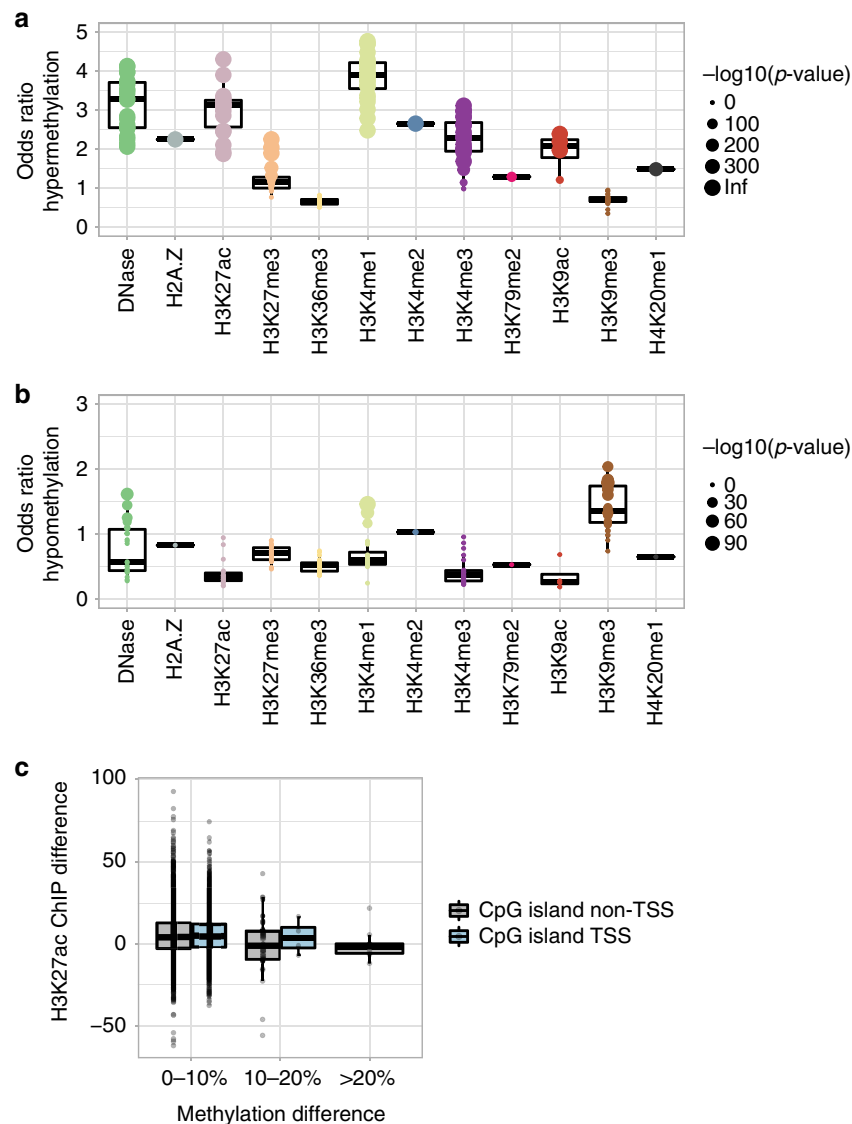 a
Odds ratio
hypermethylation
5
4
3
2
1
0
DNase
H2A.Z
H3K27ac
H3K27me3
H3K36me3
H3K4me1
H3K4me2
H3K4me3
H3K79me2
H3K9ac
H3K9me3
H4K20me1
–log10(p-value)
0
100
200
300
Inf
b
Odds ratio
hypomethylation
3
2
1
0
DNase
H2A.Z
H3K27ac
H3K27me3
H3K36me3
H3K4me1
H3K4me2
H3K4me3
H3K79me2
H3K9ac
H3K9me3
H4K20me1
–log10(p-value)
0
30
60
90
c
H3K27ac ChIP difference
100
50
0
–50
0–10%
10–20%
>20%
Methylation difference
CpG island non-TSS
CpG island TSS